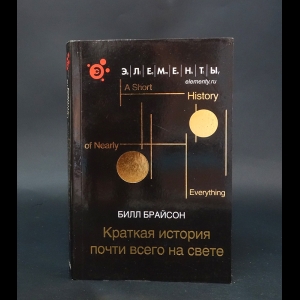 Э Л.Е.М.Е.Н.Т.Ы.
elementy.ru
A Short
History
of Nearly
Everything
БИЛЛ БРАЙСОН
Краткая история
почти всего на свете